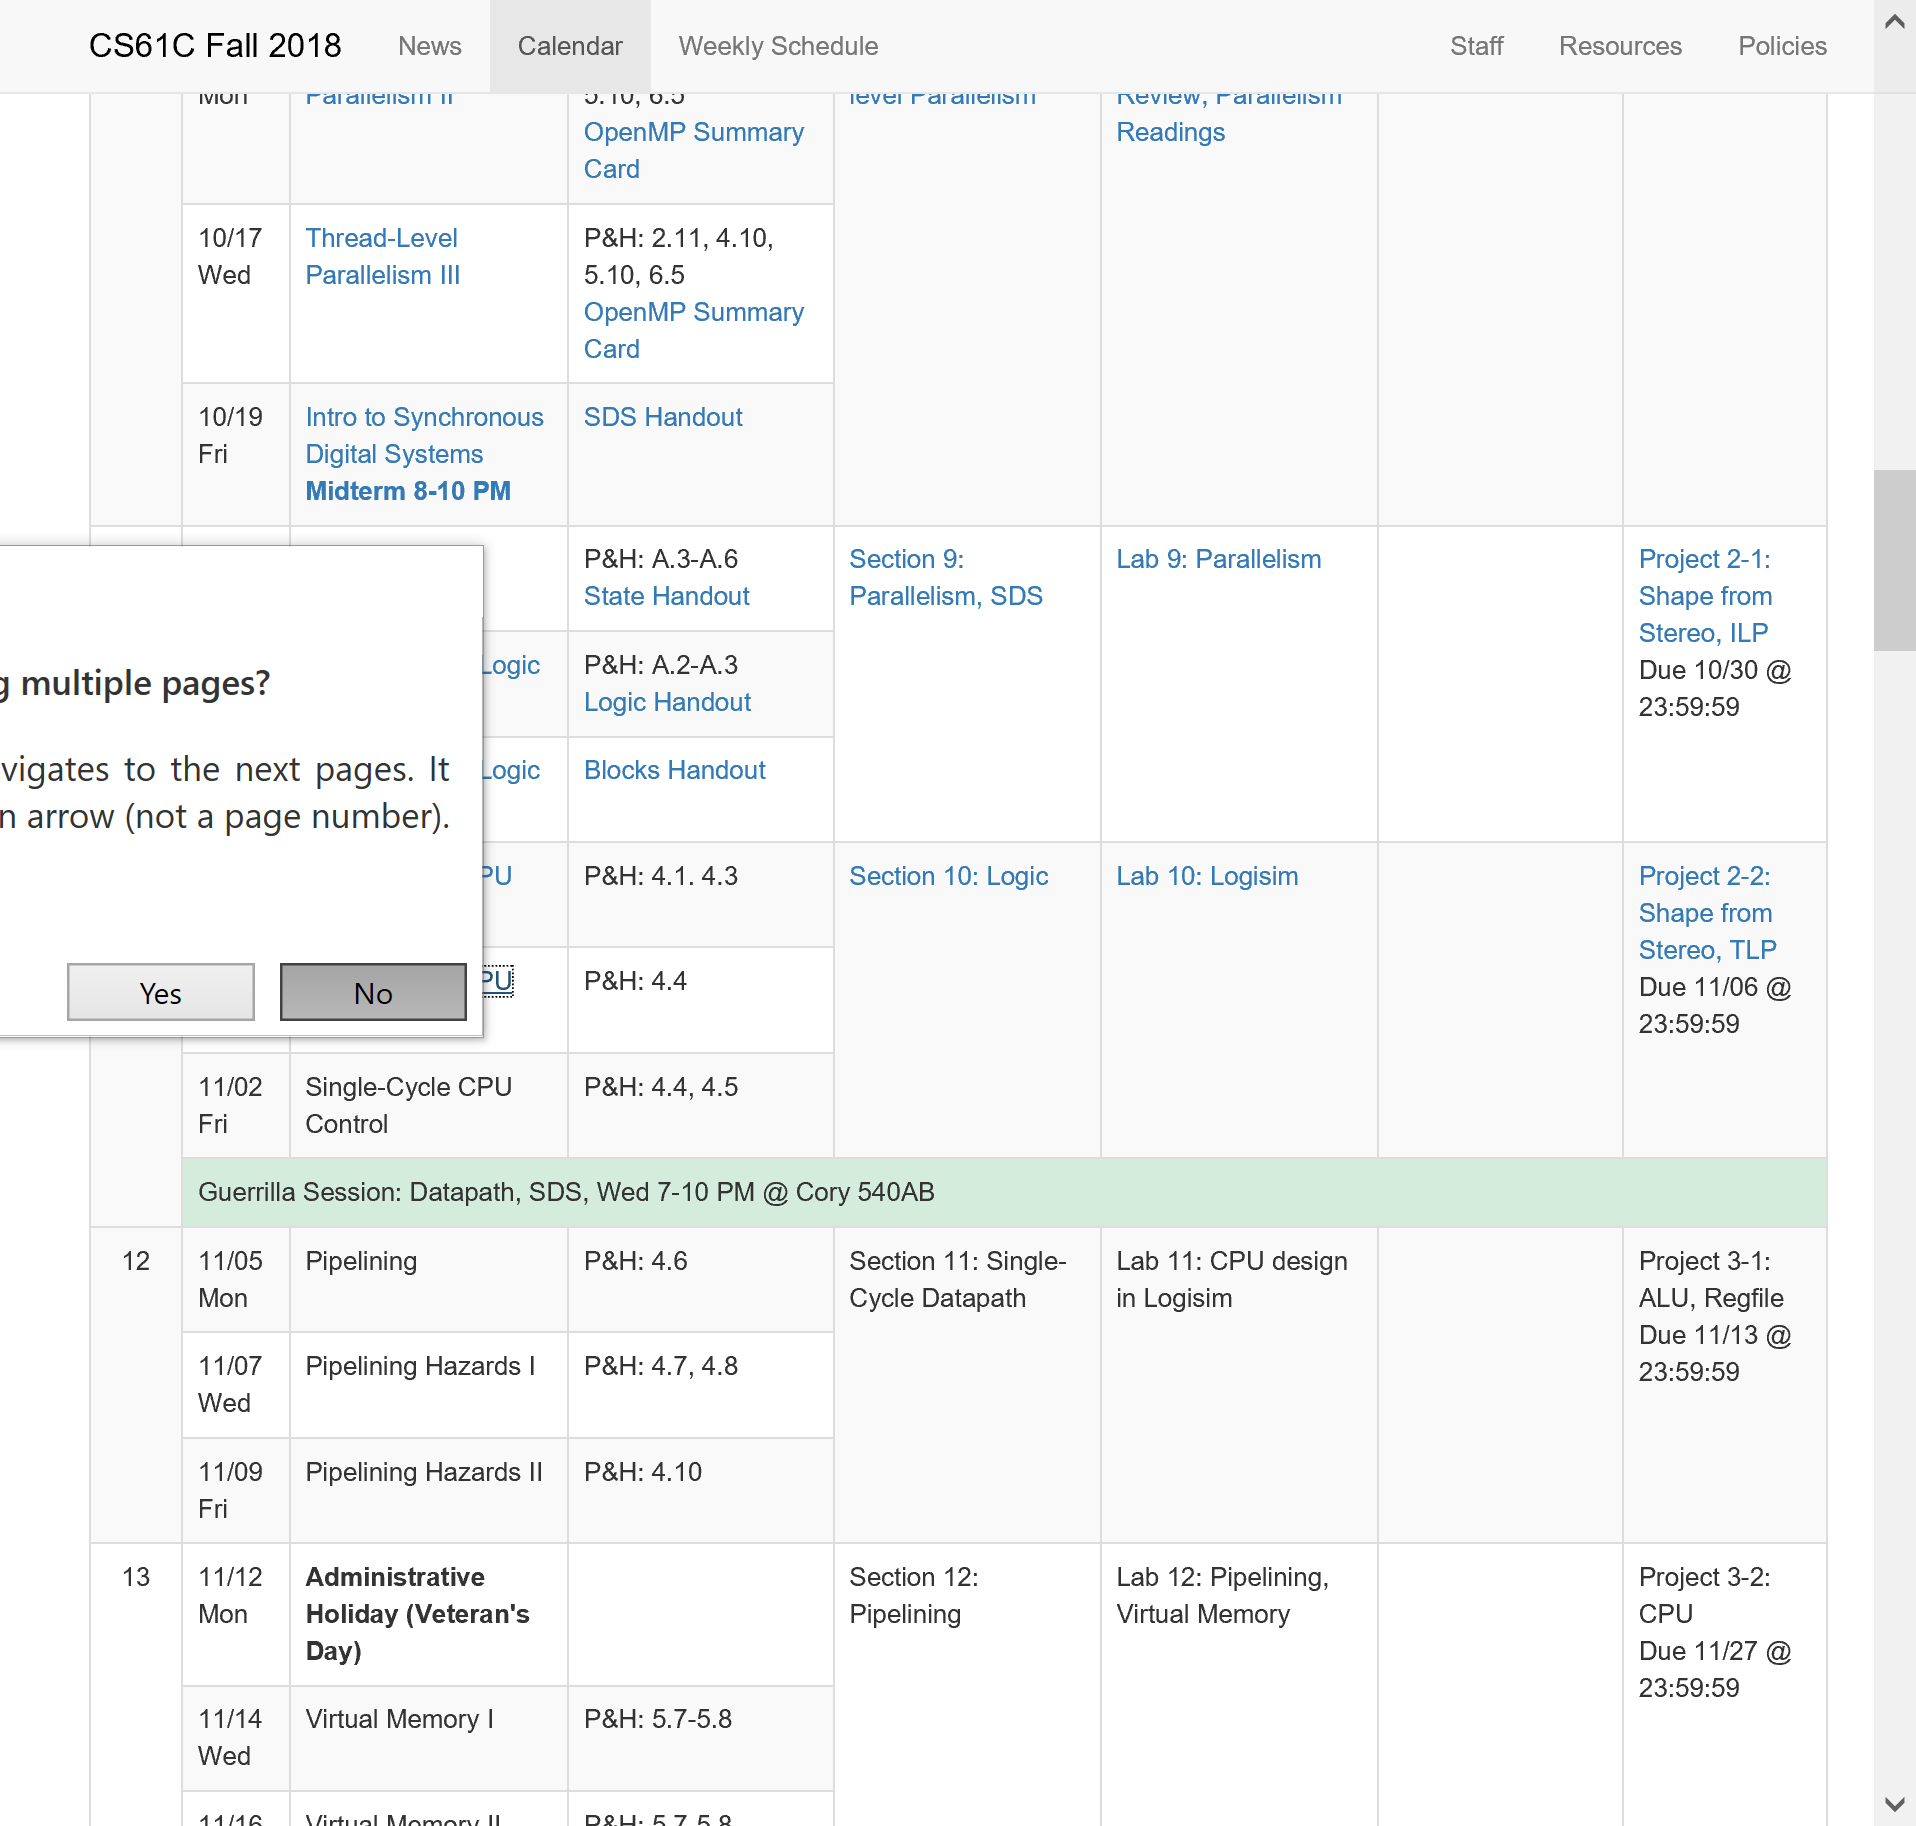 CS61C Fall 2018 News Calendar Weekly Schedule Staff Resources Policies
Mon Parallelism II 5.10, 6.5 level Parallelism Review, Parallelism
OpenMP Summary Readings
Card
10/17 Thread-Level P&H: 2.11, 4.10,
Wed Parallelism III 5.10, 6.5
OpenMP Summary
Card
10/19 Intro to Synchronous SDS Handout
Fri Digital Systems
Midterm 8-10 PM
P&H: A.3-A.6 Section 9: Lab 9: Parallelism Project 2-1:
State Handout Parallelism, SDS Shape from
Stereo, ILP
Logic P&H: A.2-A.3 Due 10/30 @
Logic Handout 23:59:59
g multiple pages?
vigates to the next pages. It
n arrow (not a page number).
Yes No
Logic Blocks Handout
PU P&H: 4.1. 4.3 Section 10: Logic Lab 10: Logisim Project 2-2:
Shape from
Stereo, TLP
PU P&H: 4.4 Due 11/06 @
23:59:59
11/02 Single-Cycle CPU P&H: 4.4, 4.5
Fri Control
Guerrilla Session: Datapath, SDS, Wed 7-10 PM @ Cory 540AB
12 11/05 Pipelining P&H: 4.6 Section 11: Single- Lab 11: CPU design Project 3-1:
Mon Cycle Datapath in Logisim ALU, Regfile
Due 11/13 @
11/07 Pipelining Hazards I P&H: 4.7, 4.8 23:59:59
Wed
11/09 Pipelining Hazards II P&H: 4.10
Fri
13 11/12 Administrative Section 12: Lab 12: Pipelining, Project 3-2:
Mon Holiday (Veteran's Pipelining Virtual Memory CPU
Day) Due 11/27 @
23:59:59
11/14 Virtual Memory I P&H: 5.7-5.8
Wed
11/16 Virtual Memory II P&H: 5.7-5.8